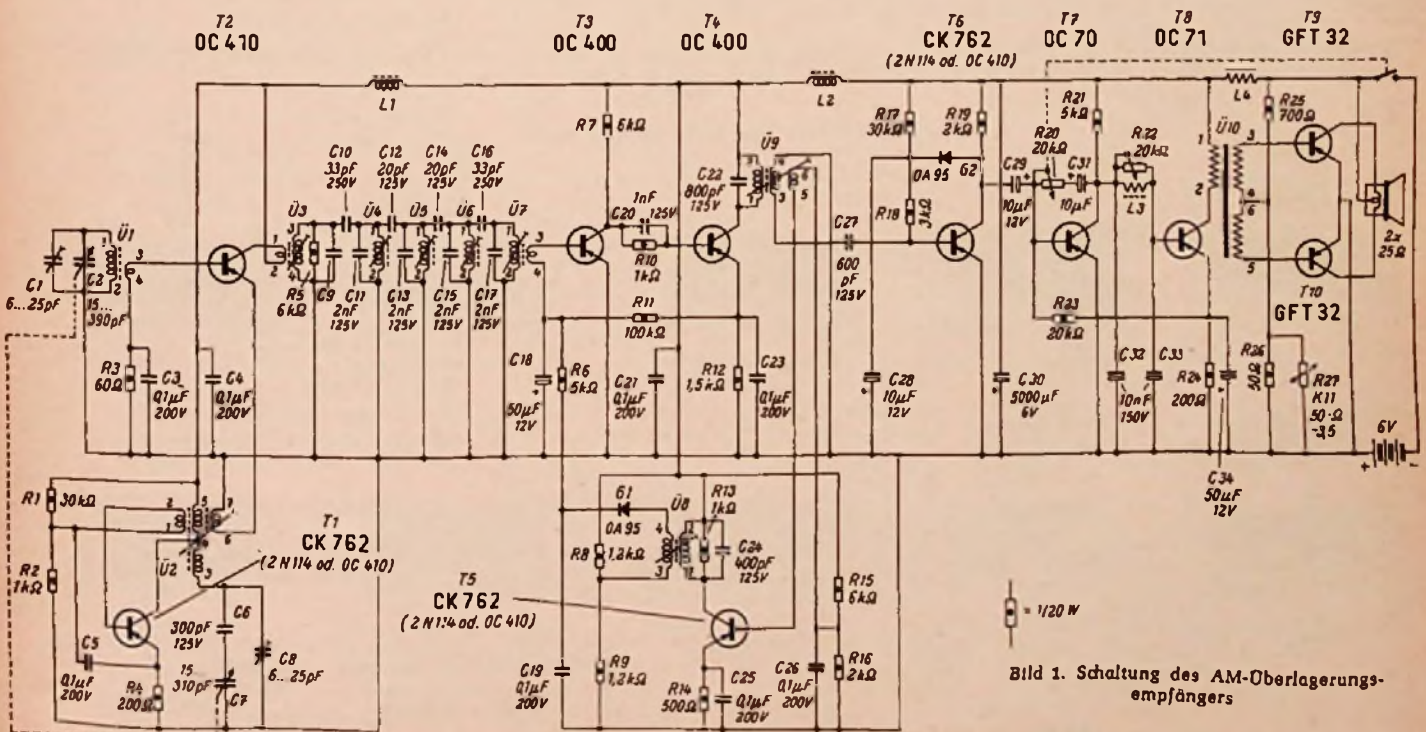 T2
OC 410
T3
OC 400
T4
OC 400
T6
CK 762
(2N114 od. OC 410)
T7
OC 70
T8
OC 71
T9
GFT 32
L1
L2
L4
R7
6kΩ
R17
30kΩ
R19
2kΩ
R21
5kΩ
R25
700Ω
C10
33pF
250V
C12
20pF
125V
C14
20pF
125V
C16
33pF
250V
Ü1
Ü3
Ü4
Ü5
Ü6
Ü7
C20
1nF
125V
R10
1kΩ
C22
800pF
125V
Ü9
OA 95
G2
R18
3kΩ
C27
600
pF
125V
C29
10µF
12V
R20
20kΩ
C31
10µF
R22
20kΩ
L3
Ü10
2x
25Ω
T10
GFT 32
C1
6...25pF
C2
15...
390pF
R5
6kΩ
C9
2nF
125V
C11
C13
2nF
125V
C15
2nF
125V
C17
2nF
125V
R11
100kΩ
R23
20kΩ
R3
60Ω
C3
0,1µF
200V
C4
0,1µF
200V
C18
50µF
12V
R6
5kΩ
C21
0,1µF
200V
R12
1,5kΩ
C23
0,1µF
200V
C28
10µF
12V
C30
5000µF
6V
C32
10nF
150V
C33
R24
200Ω
C34
50µF
12V
R26
50Ω
R27
K11
50Ω
-3,5
6V
+
-
R1
30kΩ
R2
1kΩ
Ü2
T1
CK 762
(2N114 od. OC 410)
C5
0,1µF
200V
R4
200Ω
C6
300pF
125V
15...
310pF
C7
C8
6...25pF
G1
OA 95
Ü8
R13
1kΩ
C24
400pF
125V
R8
1,2kΩ
T5
CK 762
(2N114 od. OC 410)
C19
0,1µF
200V
R9
1,2kΩ
R14
500Ω
C25
0,1µF
200V
C26
0,1µF
200V
R15
6kΩ
R16
2kΩ
= 1/20 W
Bild 1. Schaltung des AM-Überlagerungs-
empfängers